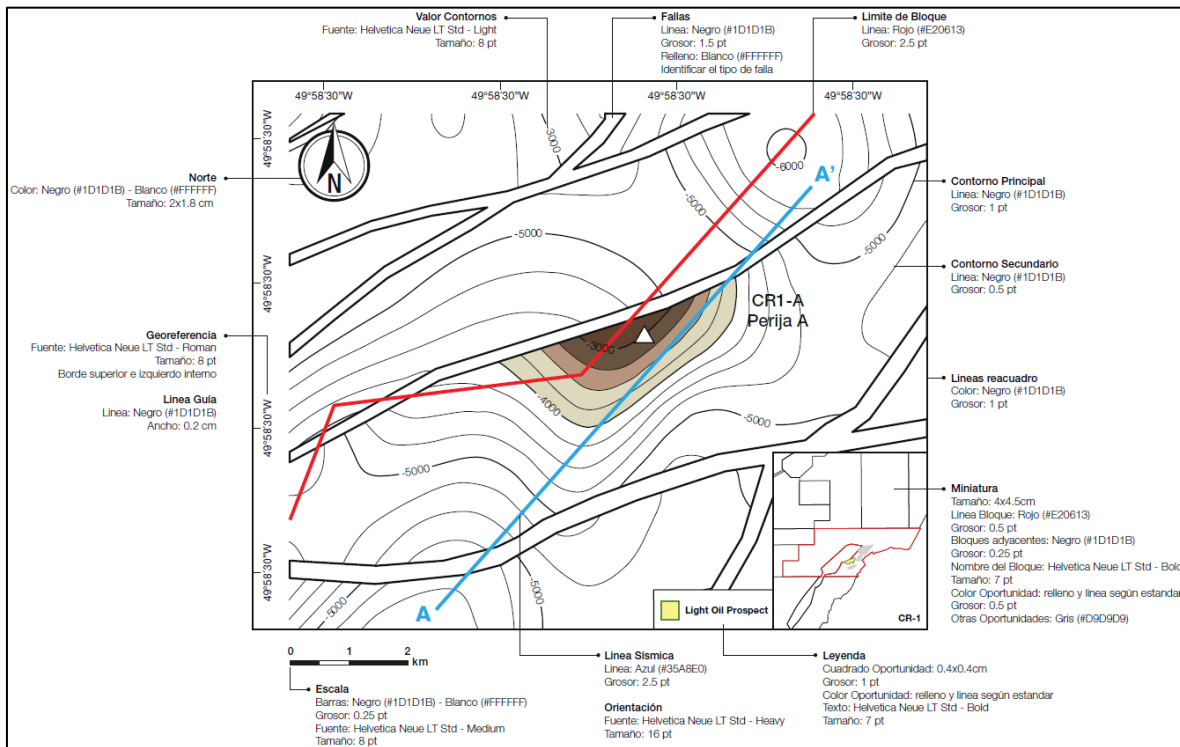 Valor Contornos
Fuente: Helvetica Neue LT Std - Light
Tamaño: 8 pt
Fallas
Linea: Negro (#1D1D1B)
Grosor: 1.5 pt
Relleno: Blanco (#FFFFFF)
Identificar el tipo de falla
Limite de Bloque
Linea: Rojo (#E20613)
Grosor: 2.5 pt
49°58'30"W
49°58'30"W
49°58'30"W
49°58'30"W
49°58'30"W
49°58'30"W
49°58'30"W
49°58'30"W
Norte
Color: Negro (#1D1D1B) - Blanco (#FFFFFF)
Tamaño: 2x1.8 cm
N
-3000
-6000
A'
-5000
-5000
-5000
CR1-A
Perija A
-3000
-4000
-5000
-5000
-5000
A
Contorno Principal
Linea: Negro (#1D1D1B)
Grosor: 1 pt
Contorno Secundario
Linea: Negro (#1D1D1B)
Grosor: 0.5 pt
Georeferencia
Fuente: Helvetica Neue LT Std - Roman
Tamaño: 8 pt
Borde superior e izquierdo interno
Linea Guía
Linea: Negro (#1D1D1B)
Ancho: 0.2 cm
Lineas reacuadro
Color: Negro (#1D1D1B)
Grosor: 1 pt
Miniatura
Tamaño: 4x4.5cm
Linea Bloque: Rojo (#E20613)
Grosor: 0.5 pt
Bloques adyacentes: Negro (#1D1D1B)
Grosor: 0.25 pt
Nombre del Bloque: Helvetica Neue LT Std - Bold
Tamaño: 7 pt
Color Oportunidad: relleno y linea según estandar
Grosor: 0.5 pt
Otras Oportunidades: Gris (#D9D9D9)
Light Oil Prospect
CR-1
0 1 2
km
Escala
Barras: Negro (#1D1D1B) - Blanco (#FFFFFF)
Grosor: 0.25 pt
Fuente: Helvetica Neue LT Std - Medium
Tamaño: 8 pt
Linea Sísmica
Linea: Azul (#35A8E0)
Grosor: 2.5 pt
Orientación
Fuente: Helvetica Neue LT Std - Heavy
Tamaño: 16 pt
Leyenda
Cuadrado Oportunidad: 0.4x0.4cm
Grosor: 1 pt
Color Oportunidad: relleno y linea según estandar
Texto: Helvetica Neue LT Std - Bold
Tamaño: 7 pt